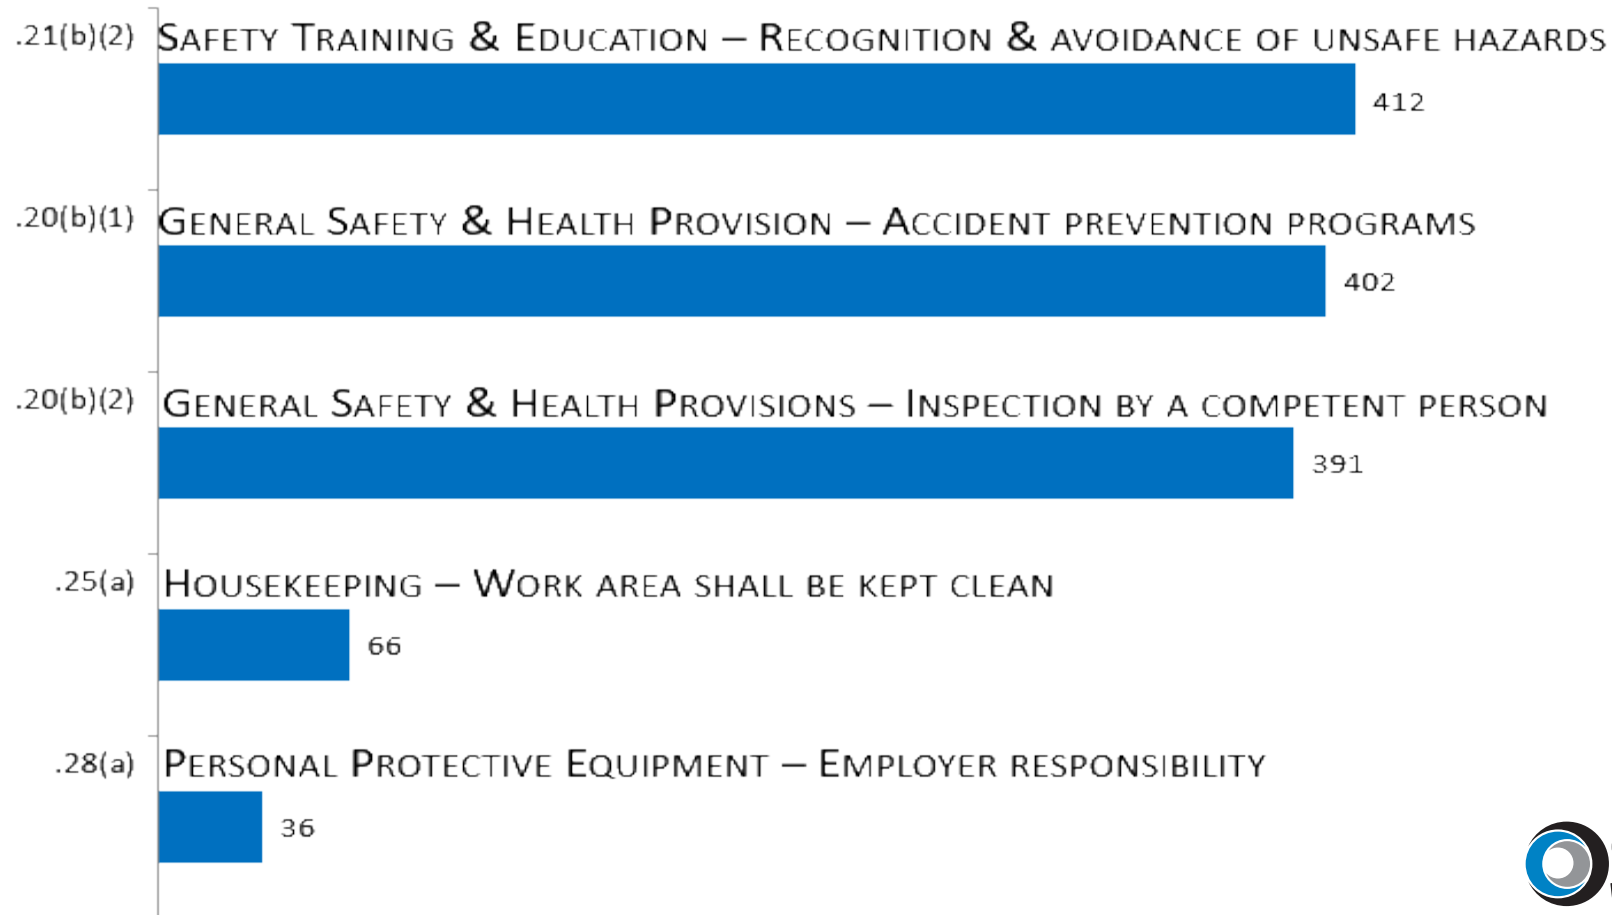 .21(b)(2) SAFETY TRAINING & EDUCATION – RECOGNITION & AVOIDANCE OF UNSAFE HAZARDS
412
.20(b)(1) GENERAL SAFETY & HEALTH PROVISION – ACCIDENT PREVENTION PROGRAMS
402
.20(b)(2) GENERAL SAFETY & HEALTH PROVISIONS – INSPECTION BY A COMPETENT PERSON
391
.25(a) HOUSEKEEPING – WORK AREA SHALL BE KEPT CLEAN
66
.28(a) PERSONAL PROTECTIVE EQUIPMENT – EMPLOYER RESPONSIBILITY
36